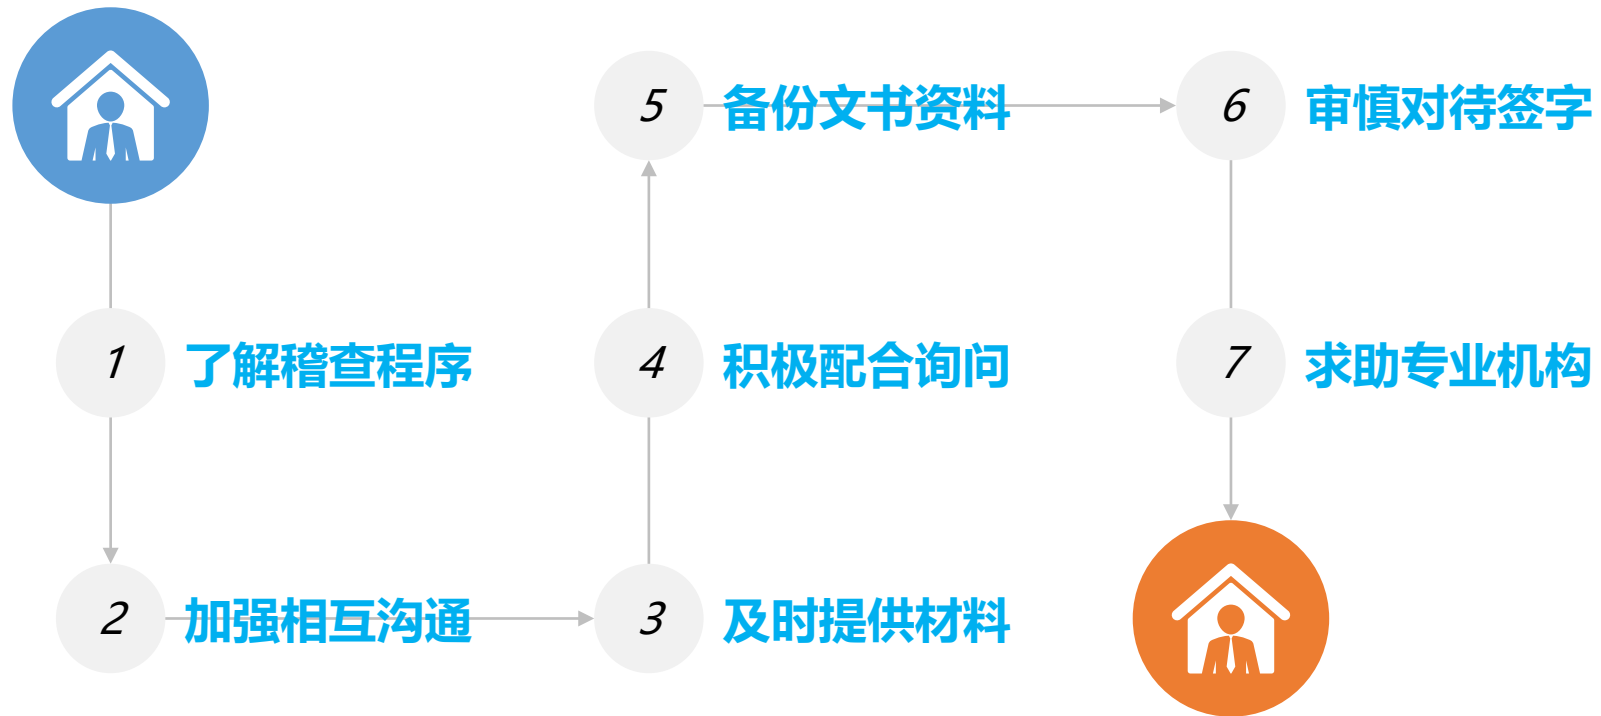 1 了解稽查程序
2 加强相互沟通
3 及时提供材料
4 积极配合询问
5 备份文书资料
6 审慎对待签字
7 求助专业机构